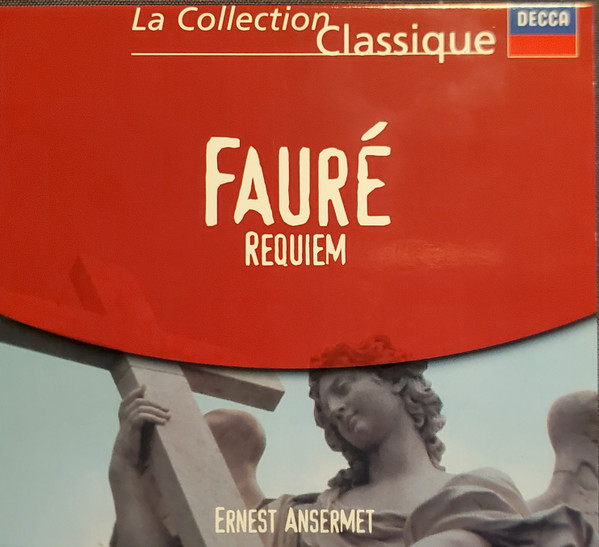 La Collection
Classique
DECCA
FAURÉ
REQUIEM
ERNEST ANSERMET